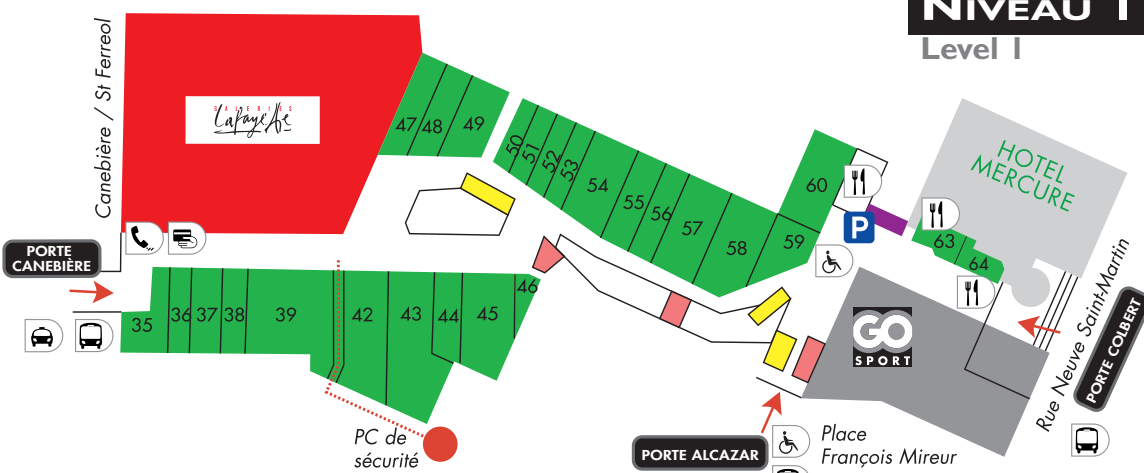 NIVEAU 1
Level 1
Canebière / St Ferreol
GALERIES
Lafayette
47
48
49
50
51
52
53
54
55
56
57
58
59
60
P
HOTEL
MERCURE
63
64
PORTE
CANEBIÈRE
35
36
37
38
39
42
43
44
45
46
GO
SPORT
Rue Neuve Saint-Martin
PORTE COLBERT
PC de
sécurité
PORTE ALCAZAR
Place
François Mireur